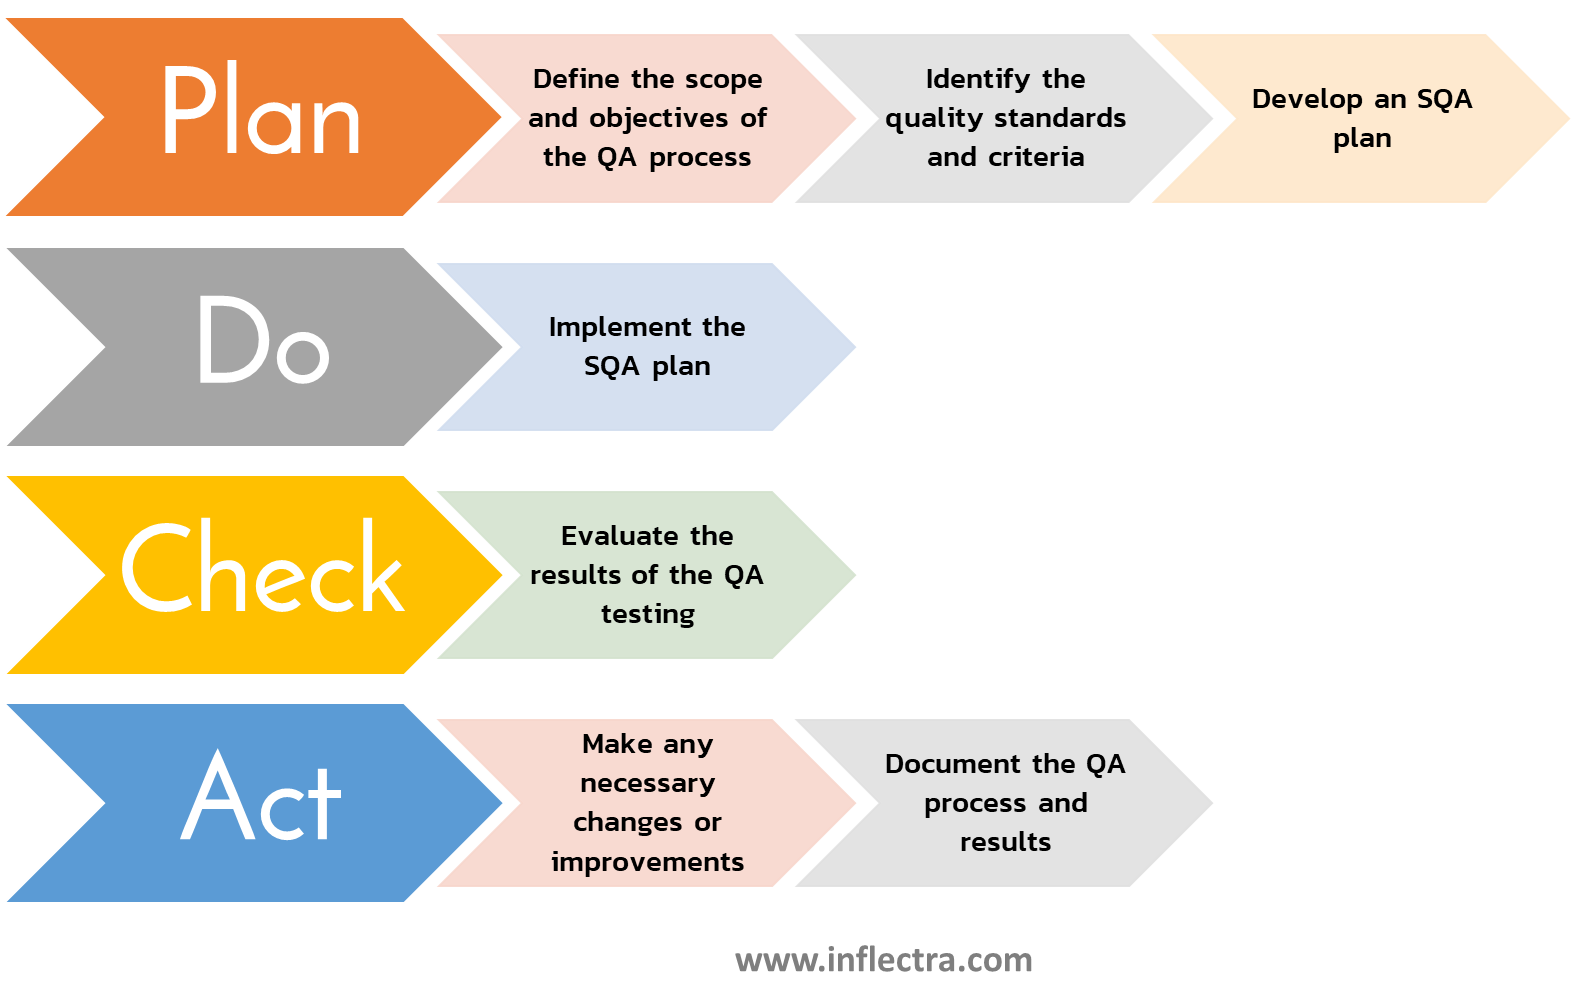 Plan
Define the scope
and objectives of
the QA process
Identify the
quality standards
and criteria
Develop an SQA
plan
Do
Implement the
SQA plan
Check
Evaluate the
results of the QA
testing
Act
Make any
necessary
changes or
improvements
Document the QA
process and
results
www.inflectra.com